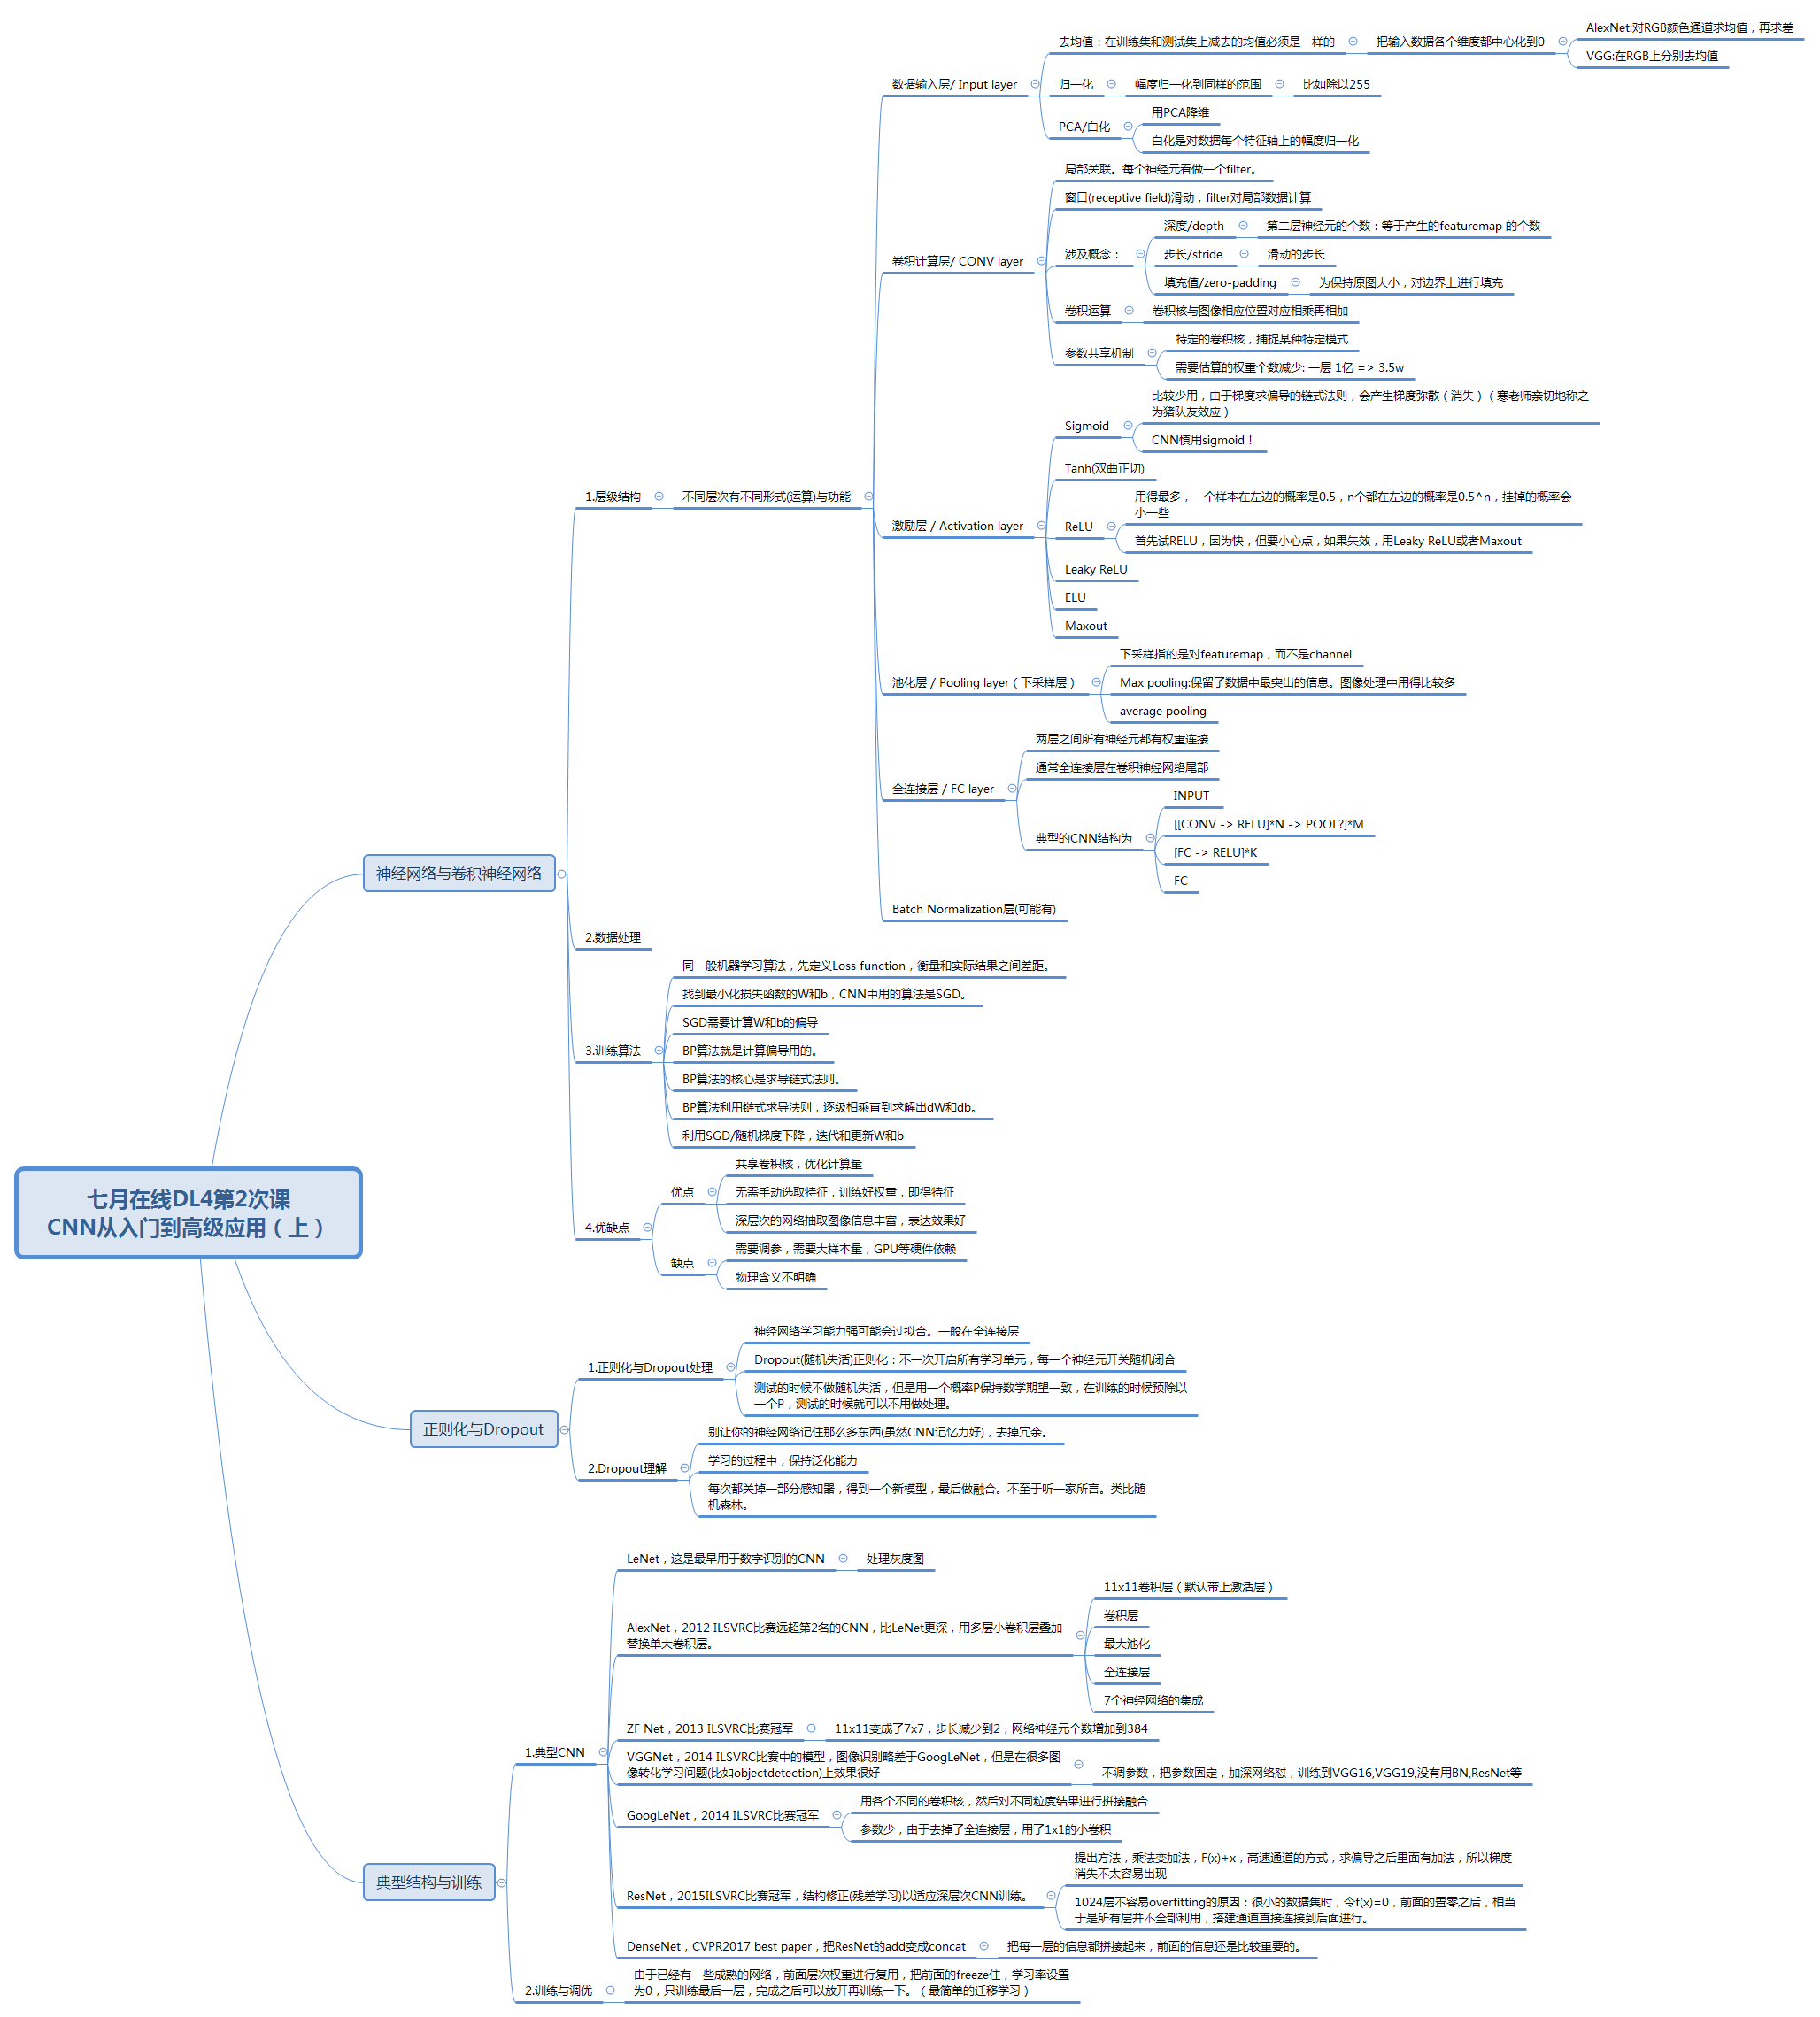 七月在线DL4第2次课
CNN从入门到高级应用（上）
神经网络与卷积神经网络
1.层级结构
不同层次有不同形式(运算)与功能
数据输入层/ Input layer
去均值：在训练集和测试集上减去的均值必须是一样的
把输入数据各个维度都中心化到0
AlexNet:对RGB颜色通道求均值，再求差
VGG:在RGB上分别去均值
归一化
幅度归一化到同样的范围
比如除以255
PCA/白化
用PCA降维
白化是对数据每个特征轴上的幅度归一化
卷积计算层/ CONV layer
局部关联。每个神经元看做一个filter。
窗口(receptive field)滑动，filter对局部数据计算
涉及概念：
深度/depth
第二层神经元的个数：等于产生的featuremap 的个数
步长/stride
滑动的步长
填充值/zero-padding
为保持原图大小，对边界上进行填充
卷积运算
卷积核与图像相应位置对应相乘再相加
参数共享机制
特定的卷积核，捕捉某种特定模式
需要估算的权重个数减少: 一层 1亿 => 3.5w
激励层 / Activation layer
Sigmoid
比较少用，由于梯度求偏导的链式法则，会产生梯度弥散（消失）（寒老师亲切地称之
为猪队友效应）
CNN慎用sigmoid！
Tanh(双曲正切)
ReLU
用得最多，一个样本在左边的概率是0.5，n个都在左边的概率是0.5^n，挂掉的概率会
小一些
首先试RELU，因为快，但要小心点，如果失效，用Leaky ReLU或者Maxout
Leaky ReLU
ELU
Maxout
池化层 / Pooling layer（下采样层）
下采样指的是对featuremap，而不是channel
Max pooling:保留了数据中最突出的信息。图像处理中用得比较多
average pooling
全连接层 / FC layer
两层之间所有神经元都有权重连接
通常全连接层在卷积神经网络尾部
典型的CNN结构为
INPUT
[[CONV -> RELU]*N -> POOL?]*M
[FC -> RELU]*K
FC
Batch Normalization层(可能有)
2.数据处理
3.训练算法
同一般机器学习算法，先定义Loss function，衡量和实际结果之间差距。
找到最小化损失函数的W和b，CNN中用的算法是SGD。
SGD需要计算W和b的偏导
BP算法就是计算偏导用的。
BP算法的核心是求导链式法则。
BP算法利用链式求导法则，逐级相乘直到求解出dW和db。
利用SGD/随机梯度下降，迭代和更新W和b
4.优缺点
优点
共享卷积核，优化计算量
无需手动选取特征，训练好权重，即得特征
深层次的网络抽取图像信息丰富，表达效果好
缺点
需要调参，需要大样本量，GPU等硬件依赖
物理含义不明确
正则化与Dropout
1.正则化与Dropout处理
神经网络学习能力强可能会过拟合。一般在全连接层
Dropout(随机失活)正则化：不一次开启所有学习单元，每一个神经元开关随机闭合
测试的时候不做随机失活，但是用一个概率P保持数学期望一致，在训练的时候预除以
一个P，测试的时候就可以不用做处理。
2.Dropout理解
别让你的神经网络记住那么多东西(虽然CNN记忆力好)，去掉冗余。
学习的过程中，保持泛化能力
每次都关掉一部分感知器，得到一个新模型，最后做融合。不至于听一家所言。类比随
机森林。
典型结构与训练
1.典型CNN
LeNet，这是最早用于数字识别的CNN
处理灰度图
AlexNet，2012 ILSVRC比赛远超第2名的CNN，比LeNet更深，用多层小卷积层叠加
替换单大卷积层。
11x11卷积层（默认带上激活层）
卷积层
最大池化
全连接层
7个神经网络的集成
ZF Net，2013 ILSVRC比赛冠军
11x11变成了7x7，步长减少到2，网络神经元个数增加到384
VGGNet，2014 ILSVRC比赛中的模型，图像识别略差于GoogLeNet，但是在很多图
像转化学习问题(比如objectdetection)上效果很好
不调参数，把参数固定，加深网络怼，训练到VGG16,VGG19,没有用BN,ResNet等
GoogLeNet，2014 ILSVRC比赛冠军
用各个不同的卷积核，然后对不同粒度结果进行拼接融合
参数少，由于去掉了全连接层，用了1x1的小卷积
ResNet，2015ILSVRC比赛冠军，结构修正(残差学习)以适应深层次CNN训练。
提出方法，乘法变加法，F(x)+x，高速通道的方式，求偏导之后里面有加法，所以梯度
消失不太容易出现
1024层不容易overfitting的原因：很小的数据集时，令f(x)=0，前面的置零之后，相当
于是所有层并不全部利用，搭建通道直接连接到后面进行。
DenseNet，CVPR2017 best paper，把ResNet的add变成concat
把每一层的信息都拼接起来，前面的信息还是比较重要的。
2.训练与调优
由于已经有一些成熟的网络，前面层次权重进行复用，把前面的freeze住，学习率设置
为0，只训练最后一层，完成之后可以放开再训练一下。（最简单的迁移学习）